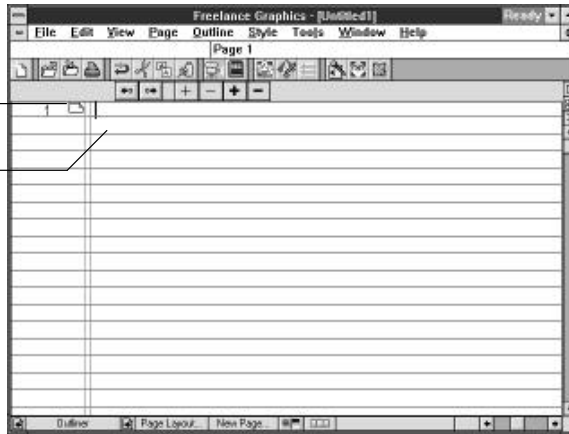 Freelance Graphics - [Untitled1]
Ready
File Edit View Page Outline Style Tools Window Help
Page 1
1
Outliner Page Layout... New Page...